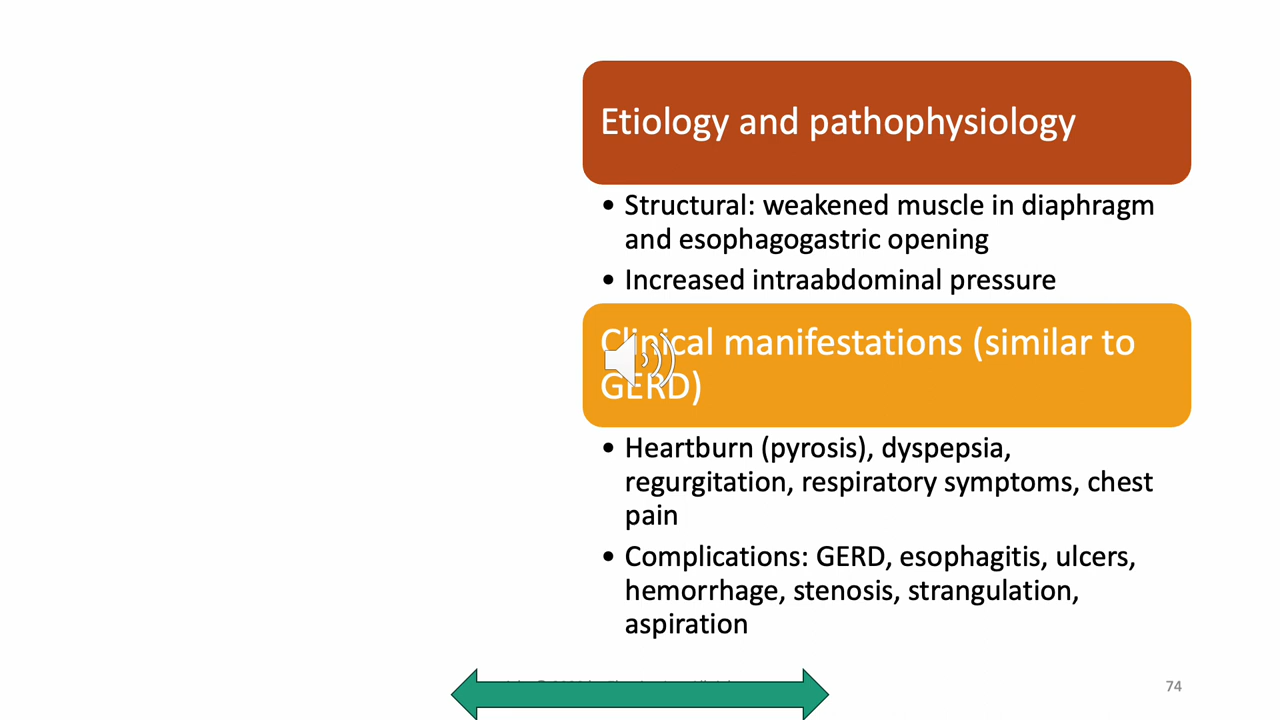 Etiology and pathophysiology
• Structural: weakened muscle in diaphragm
and esophagogastric opening
• Increased intraabdominal pressure
Clinical manifestations (similar to
GERD)
• Heartburn (pyrosis), dyspepsia,
regurgitation, respiratory symptoms, chest
pain
• Complications: GERD, esophagitis, ulcers,
hemorrhage, stenosis, strangulation,
aspiration
74